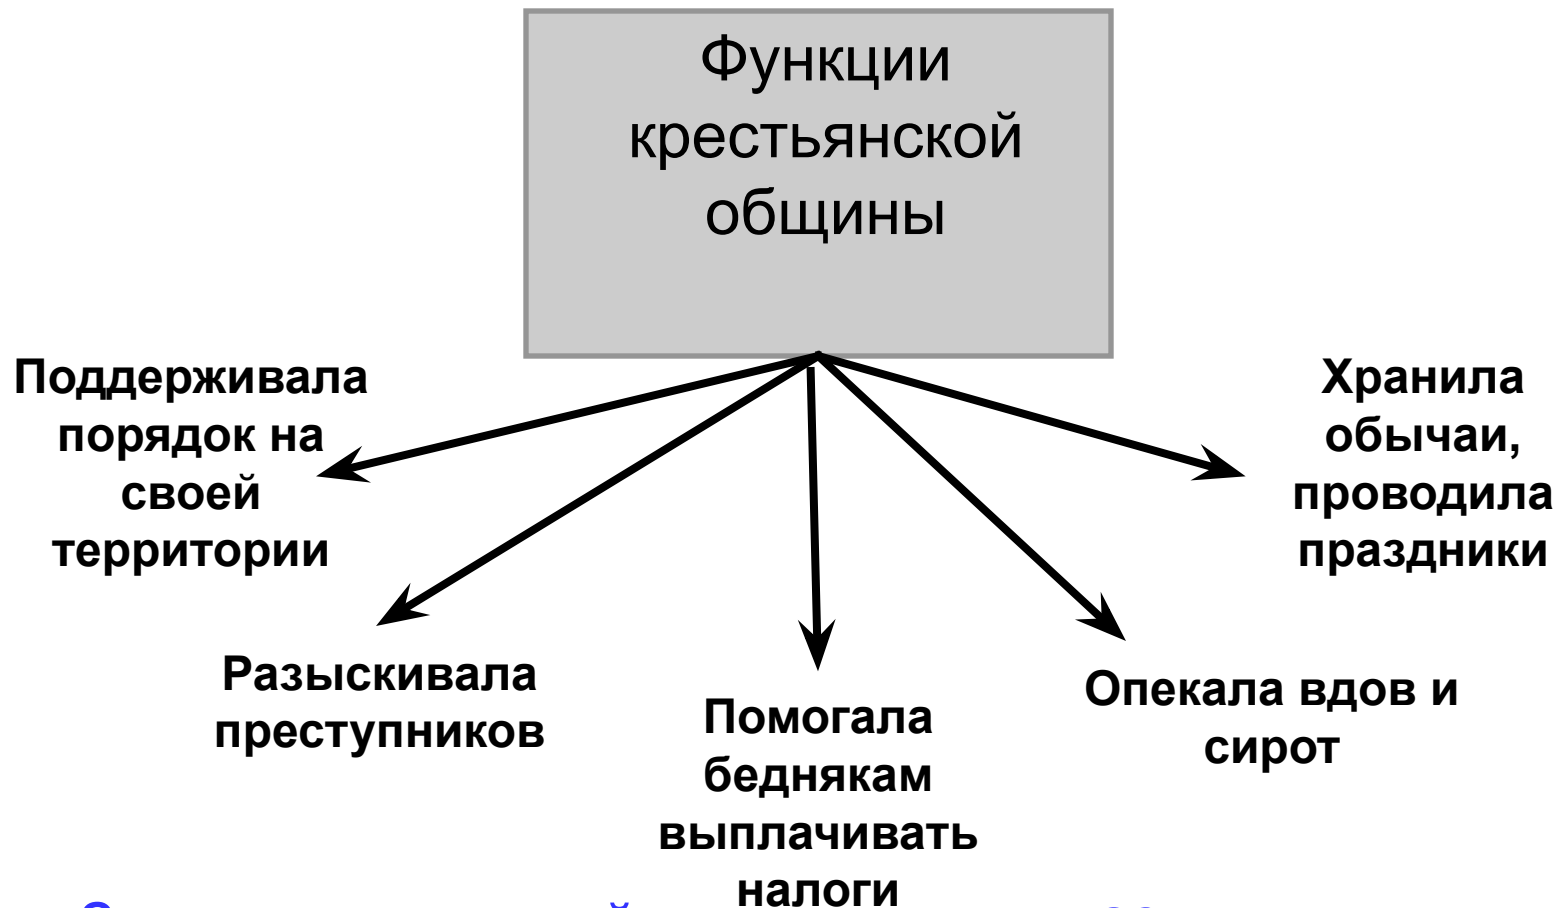 Функции
крестьянской
общины
Поддерживала
порядок на
своей
территории
Разыскивала
преступников
Помогала
беднякам
выплачивать
налоги
Опекала вдов и
сирот
Хранила
обычаи,
проводила
праздники